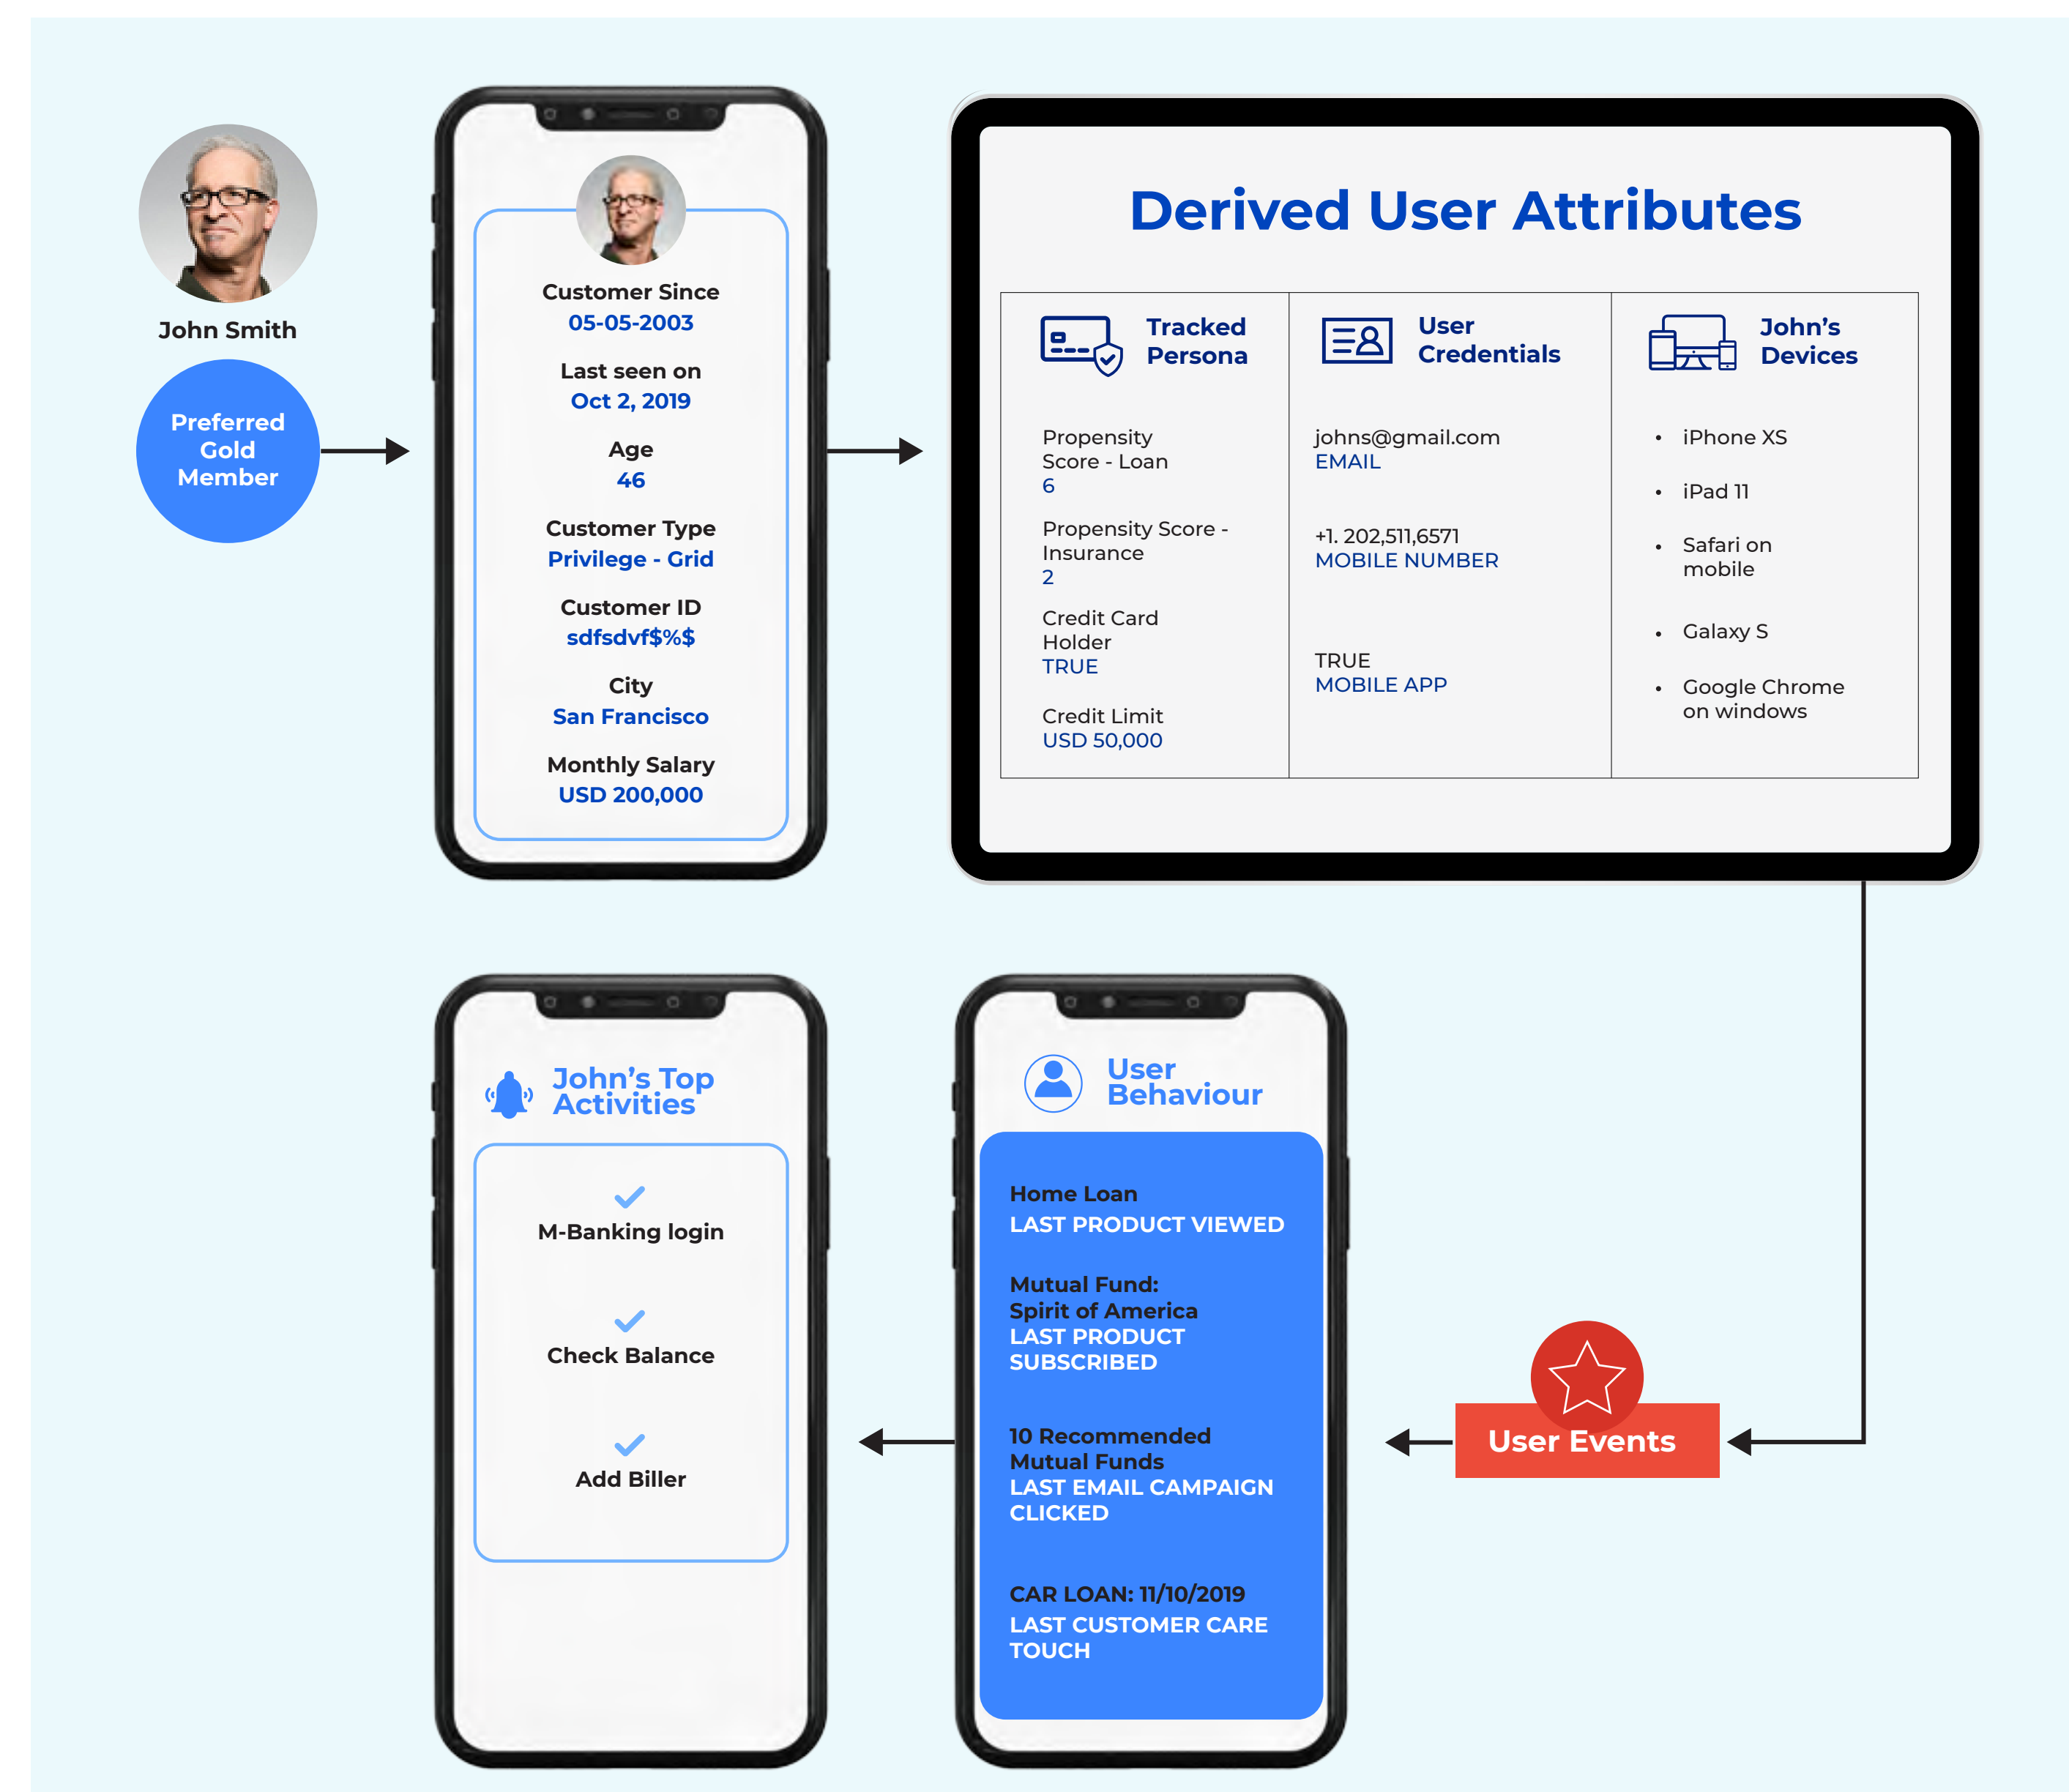 John Smith
Preferred
Gold
Member
Customer Since
05-05-2003
Last seen on
Oct 2, 2019
Age
46
Customer Type
Privilege - Grid
Customer ID
sdfsdvf$%$
City
San Francisco
Monthly Salary
USD 200,000
Derived User Attributes
Tracked
Persona
Propensity
Score - Loan
6
Propensity Score -
Insurance
2
Credit Card
Holder
TRUE
Credit Limit
USD 50,000
User
Credentials
johns@gmail.com
EMAIL
+1. 202,511,6571
MOBILE NUMBER
TRUE
MOBILE APP
John’s
Devices
• iPhone XS
• iPad 11
• Safari on
mobile
• Galaxy S
• Google Chrome
on windows
User Events
User
Behaviour
Home Loan
LAST PRODUCT VIEWED
Mutual Fund:
Spirit of America
LAST PRODUCT
SUBSCRIBED
10 Recommended
Mutual Funds
LAST EMAIL CAMPAIGN
CLICKED
CAR LOAN: 11/10/2019
LAST CUSTOMER CARE
TOUCH
John’s Top
Activities
M-Banking login
Check Balance
Add Biller